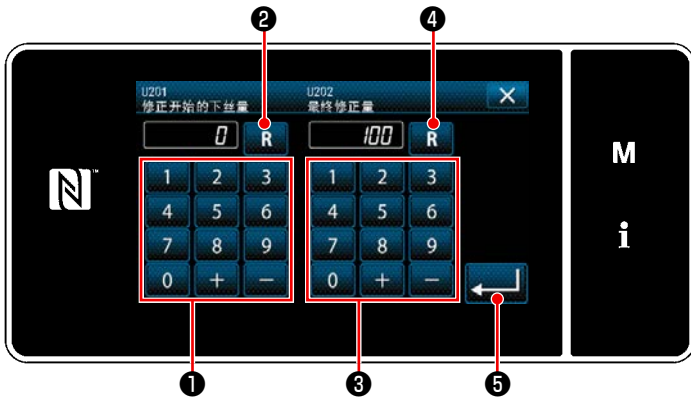 ❷ ❹
U201 U202
修正开始的下丝量 最终修正量
0 R 100 R
1 2 3 1 2 3
4 5 6 4 5 6
7 8 9 7 8 9
0 + − 0 + −
N ™
M
i
❶ ❸ ❺